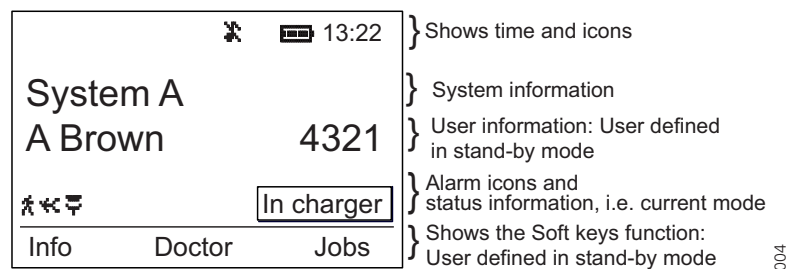 13:22
Shows time and icons
System A
System information
A Brown 4321
User information: User defined
in stand-by mode
In charger
Alarm icons and
status information, i.e. current mode
Info Doctor Jobs
Shows the Soft keys function:
User defined in stand-by mode
004